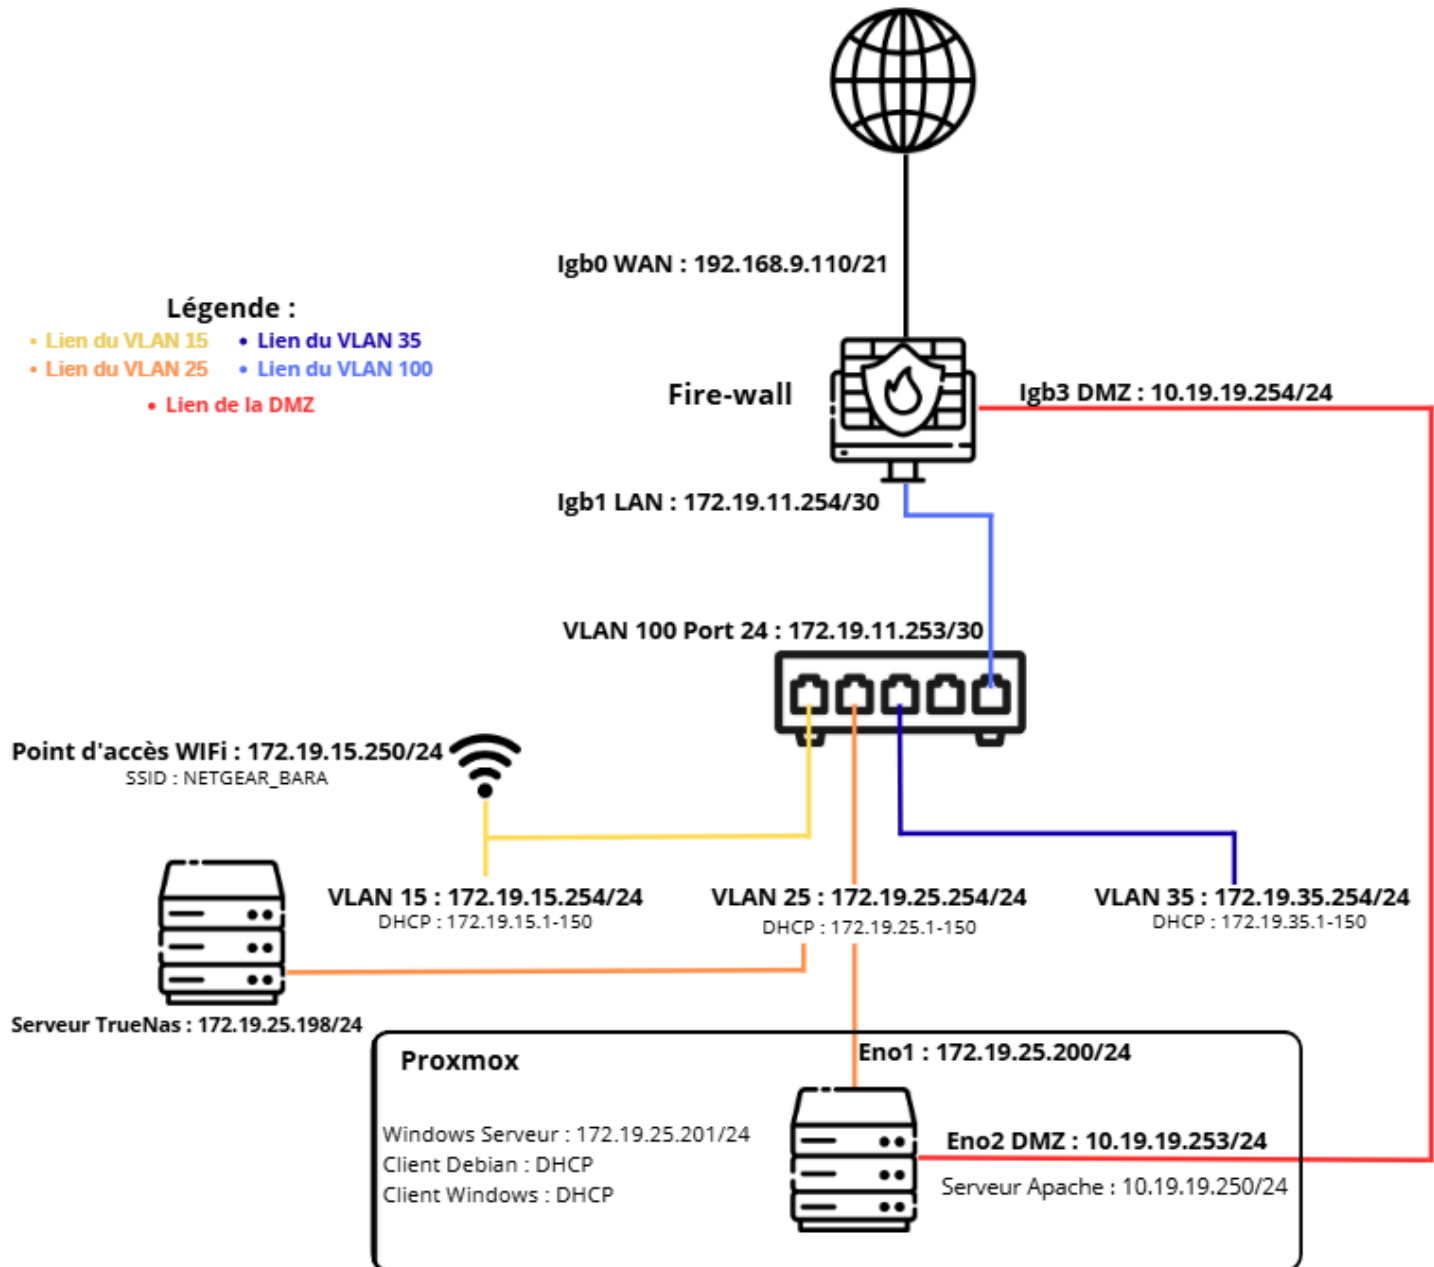 Igb0 WAN : 192.168.9.110/21
Légende :
• Lien du VLAN 15
• Lien du VLAN 35
• Lien du VLAN 25
• Lien du VLAN 100
• Lien de la DMZ
Fire-wall
Igb3 DMZ : 10.19.19.254/24
Igb1 LAN : 172.19.11.254/30
VLAN 100 Port 24 : 172.19.11.253/30
Point d'accès WIFi : 172.19.15.250/24
SSID : NETGEAR_BARA
VLAN 15 : 172.19.15.254/24
DHCP : 172.19.15.1-150
VLAN 25 : 172.19.25.254/24
DHCP : 172.19.25.1-150
VLAN 35 : 172.19.35.254/24
DHCP : 172.19.35.1-150
Serveur TrueNas : 172.19.25.198/24
Proxmox
Eno1 : 172.19.25.200/24
Windows Serveur : 172.19.25.201/24
Client Debian : DHCP
Client Windows : DHCP
Eno2 DMZ : 10.19.19.253/24
Serveur Apache : 10.19.19.250/24